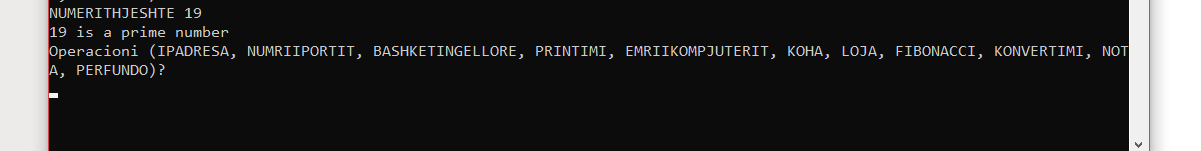 NUMERITHJESHTE 19
19 is a prime number
Operacioni (IPADRESA, NUMRIIPORTIT, BASHKETINGELLORE, PRINTIMI, EMRIIKOMPJUTERIT, KOHA, LOJA, FIBONACCI, KONVERTIMI, NOT
A, PERFUNDO)?